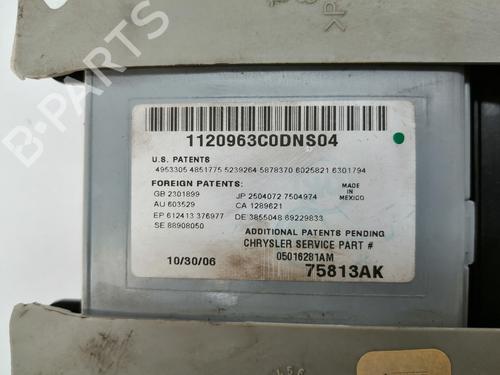 1120963C0DNS04
U.S. PATENTS
4953305 4851775 5239264 5878370 6025821 6301794
FOREIGN PATENTS:
GB 2301899 JP 2504072 7504974
AU 603529 CA 1289621
EP 612413 376977 DE 3855048 69229833
SE 88908050
MADE IN MEXICO
ADDITIONAL PATENTS PENDING
CHRYSLER SERVICE PART #
05016281AM
10/30/06 75813AK